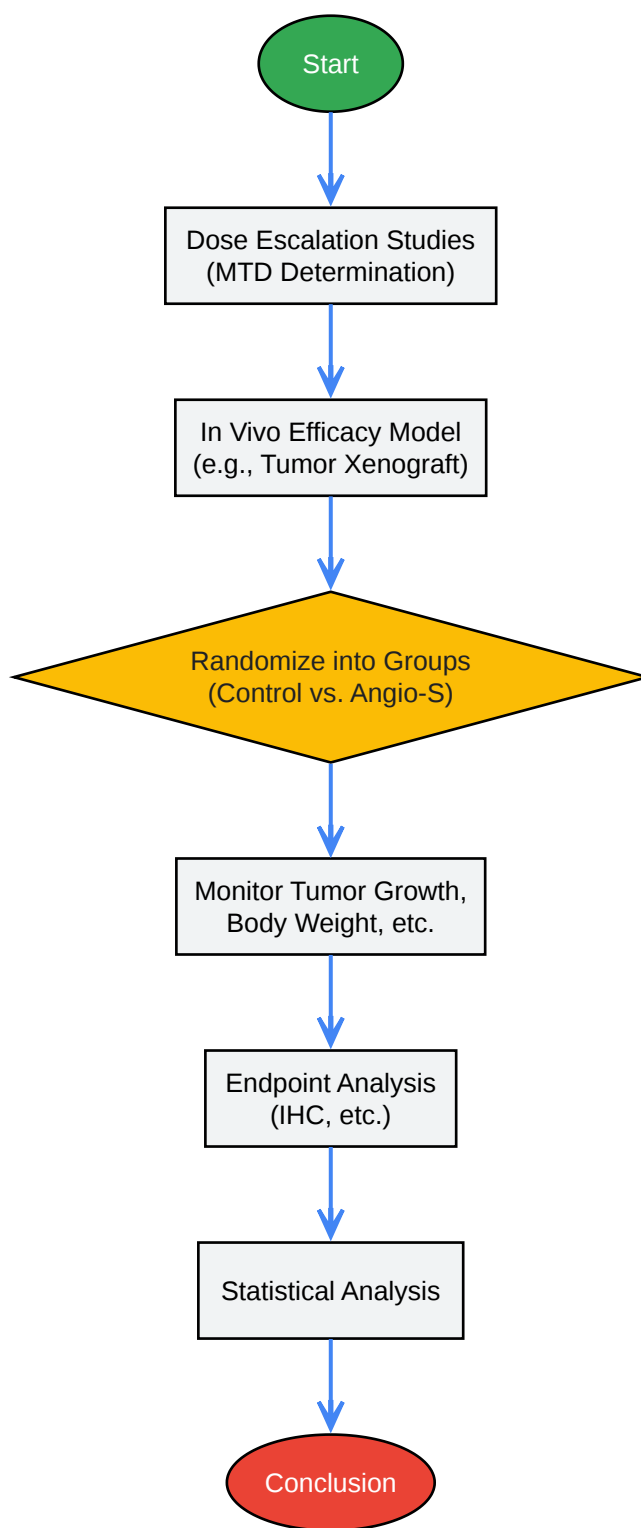 Start
Dose Escalation Studies
(MTD Determination)
In Vivo Efficacy Model
(e.g., Tumor Xenograft)
Randomize into Groups
(Control vs. Angio-S)
Monitor Tumor Growth,
Body Weight, etc.
Endpoint Analysis
(IHC, etc.)
Statistical Analysis
Conclusion